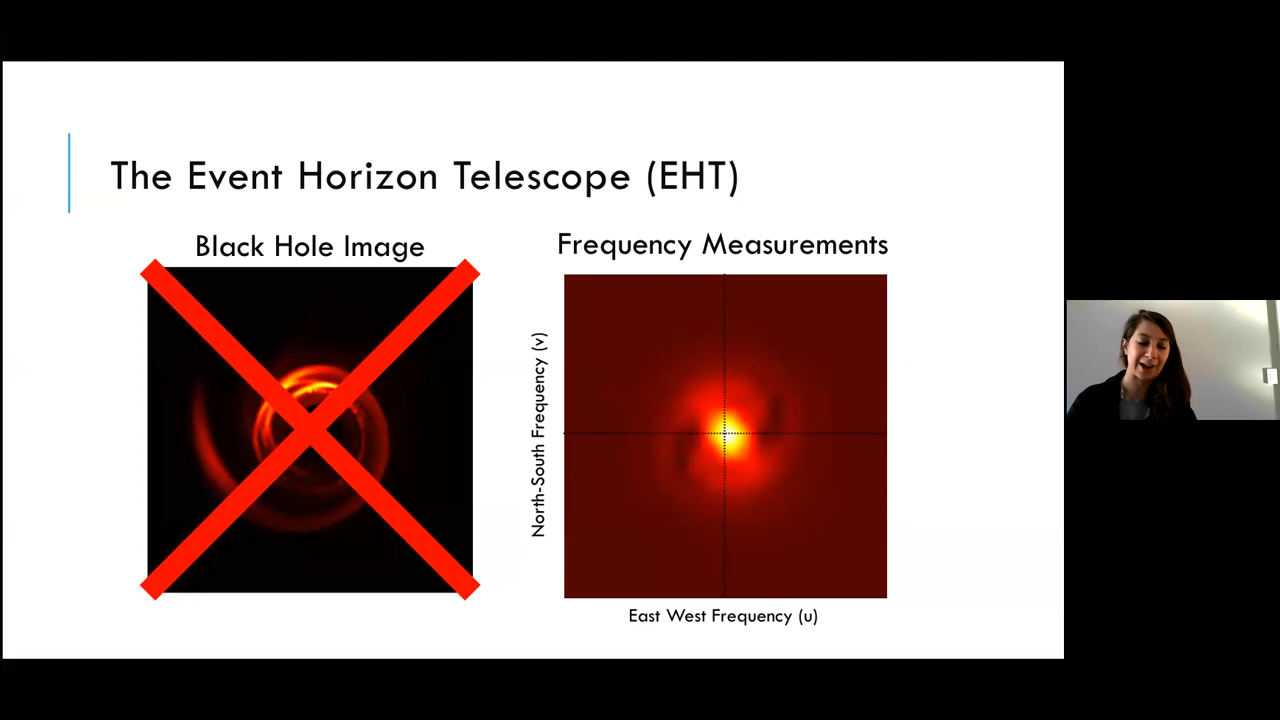 The Event Horizon Telescope (EHT)
Black Hole Image
Frequency Measurements
North-South Frequency (v)
East West Frequency (u)